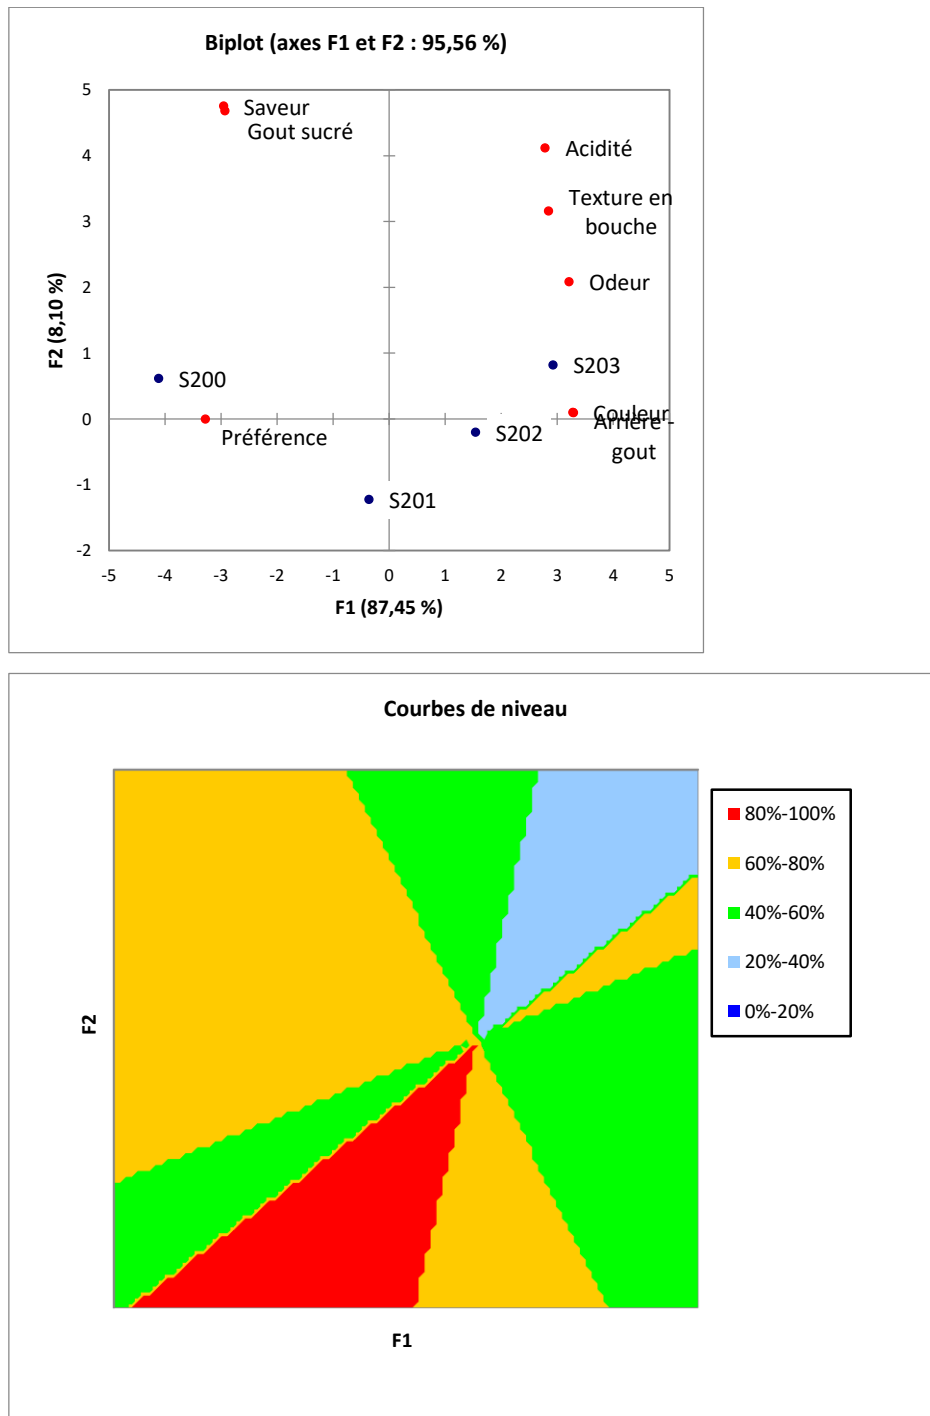 Biplot (axes F1 et F2 : 95,56 %)
5
Saveur
Gout sucré
4
Acidité
Texture en
bouche
3
2
Odeur
F2 (8,10 %)
1
S200
S203
0
Préférence
S202
Couleur
Arrière -
gout
-1
S201
-2
-5 -4 -3 -2 -1 0 1 2 3 4 5
F1 (87,45 %)
Courbes de niveau
80%-100%
60%-80%
40%-60%
20%-40%
0%-20%
F2
F1